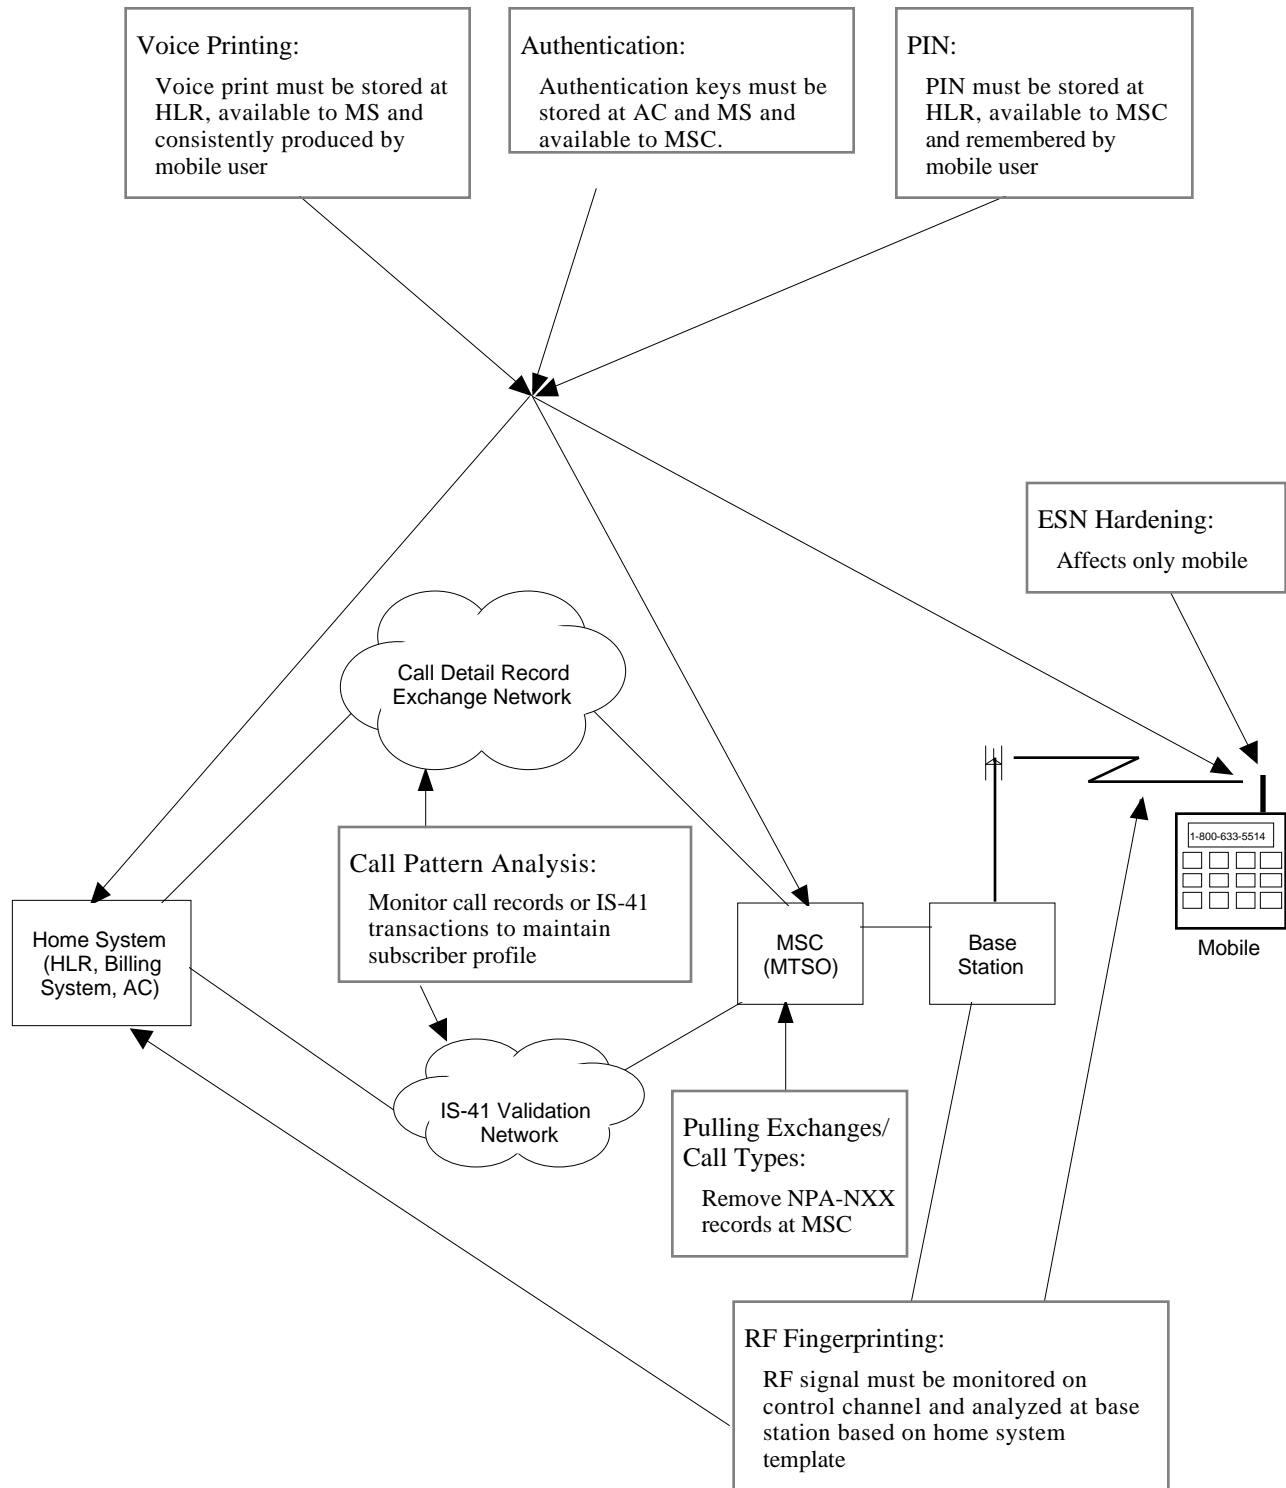 Voice Printing:
Voice print must be stored at
HLR, available to MS and
consistently produced by
mobile user
Authentication:
Authentication keys must be
stored at AC and MS and
available to MSC.
PIN:
PIN must be stored at
HLR, available to MSC
and remembered by
mobile user
ESN Hardening:
Affects only mobile
Call Detail Record
Exchange Network
Call Pattern Analysis:
Monitor call records or IS-41
transactions to maintain
subscriber profile
1-800-633-5514
Mobile
Home System
(HLR, Billing
System, AC)
MSC
(MTSO)
Base
Station
IS-41 Validation
Network
Pulling Exchanges/
Call Types:
Remove NPA-NXX
records at MSC
RF Fingerprinting:
RF signal must be monitored on
control channel and analyzed at base
station based on home system
template